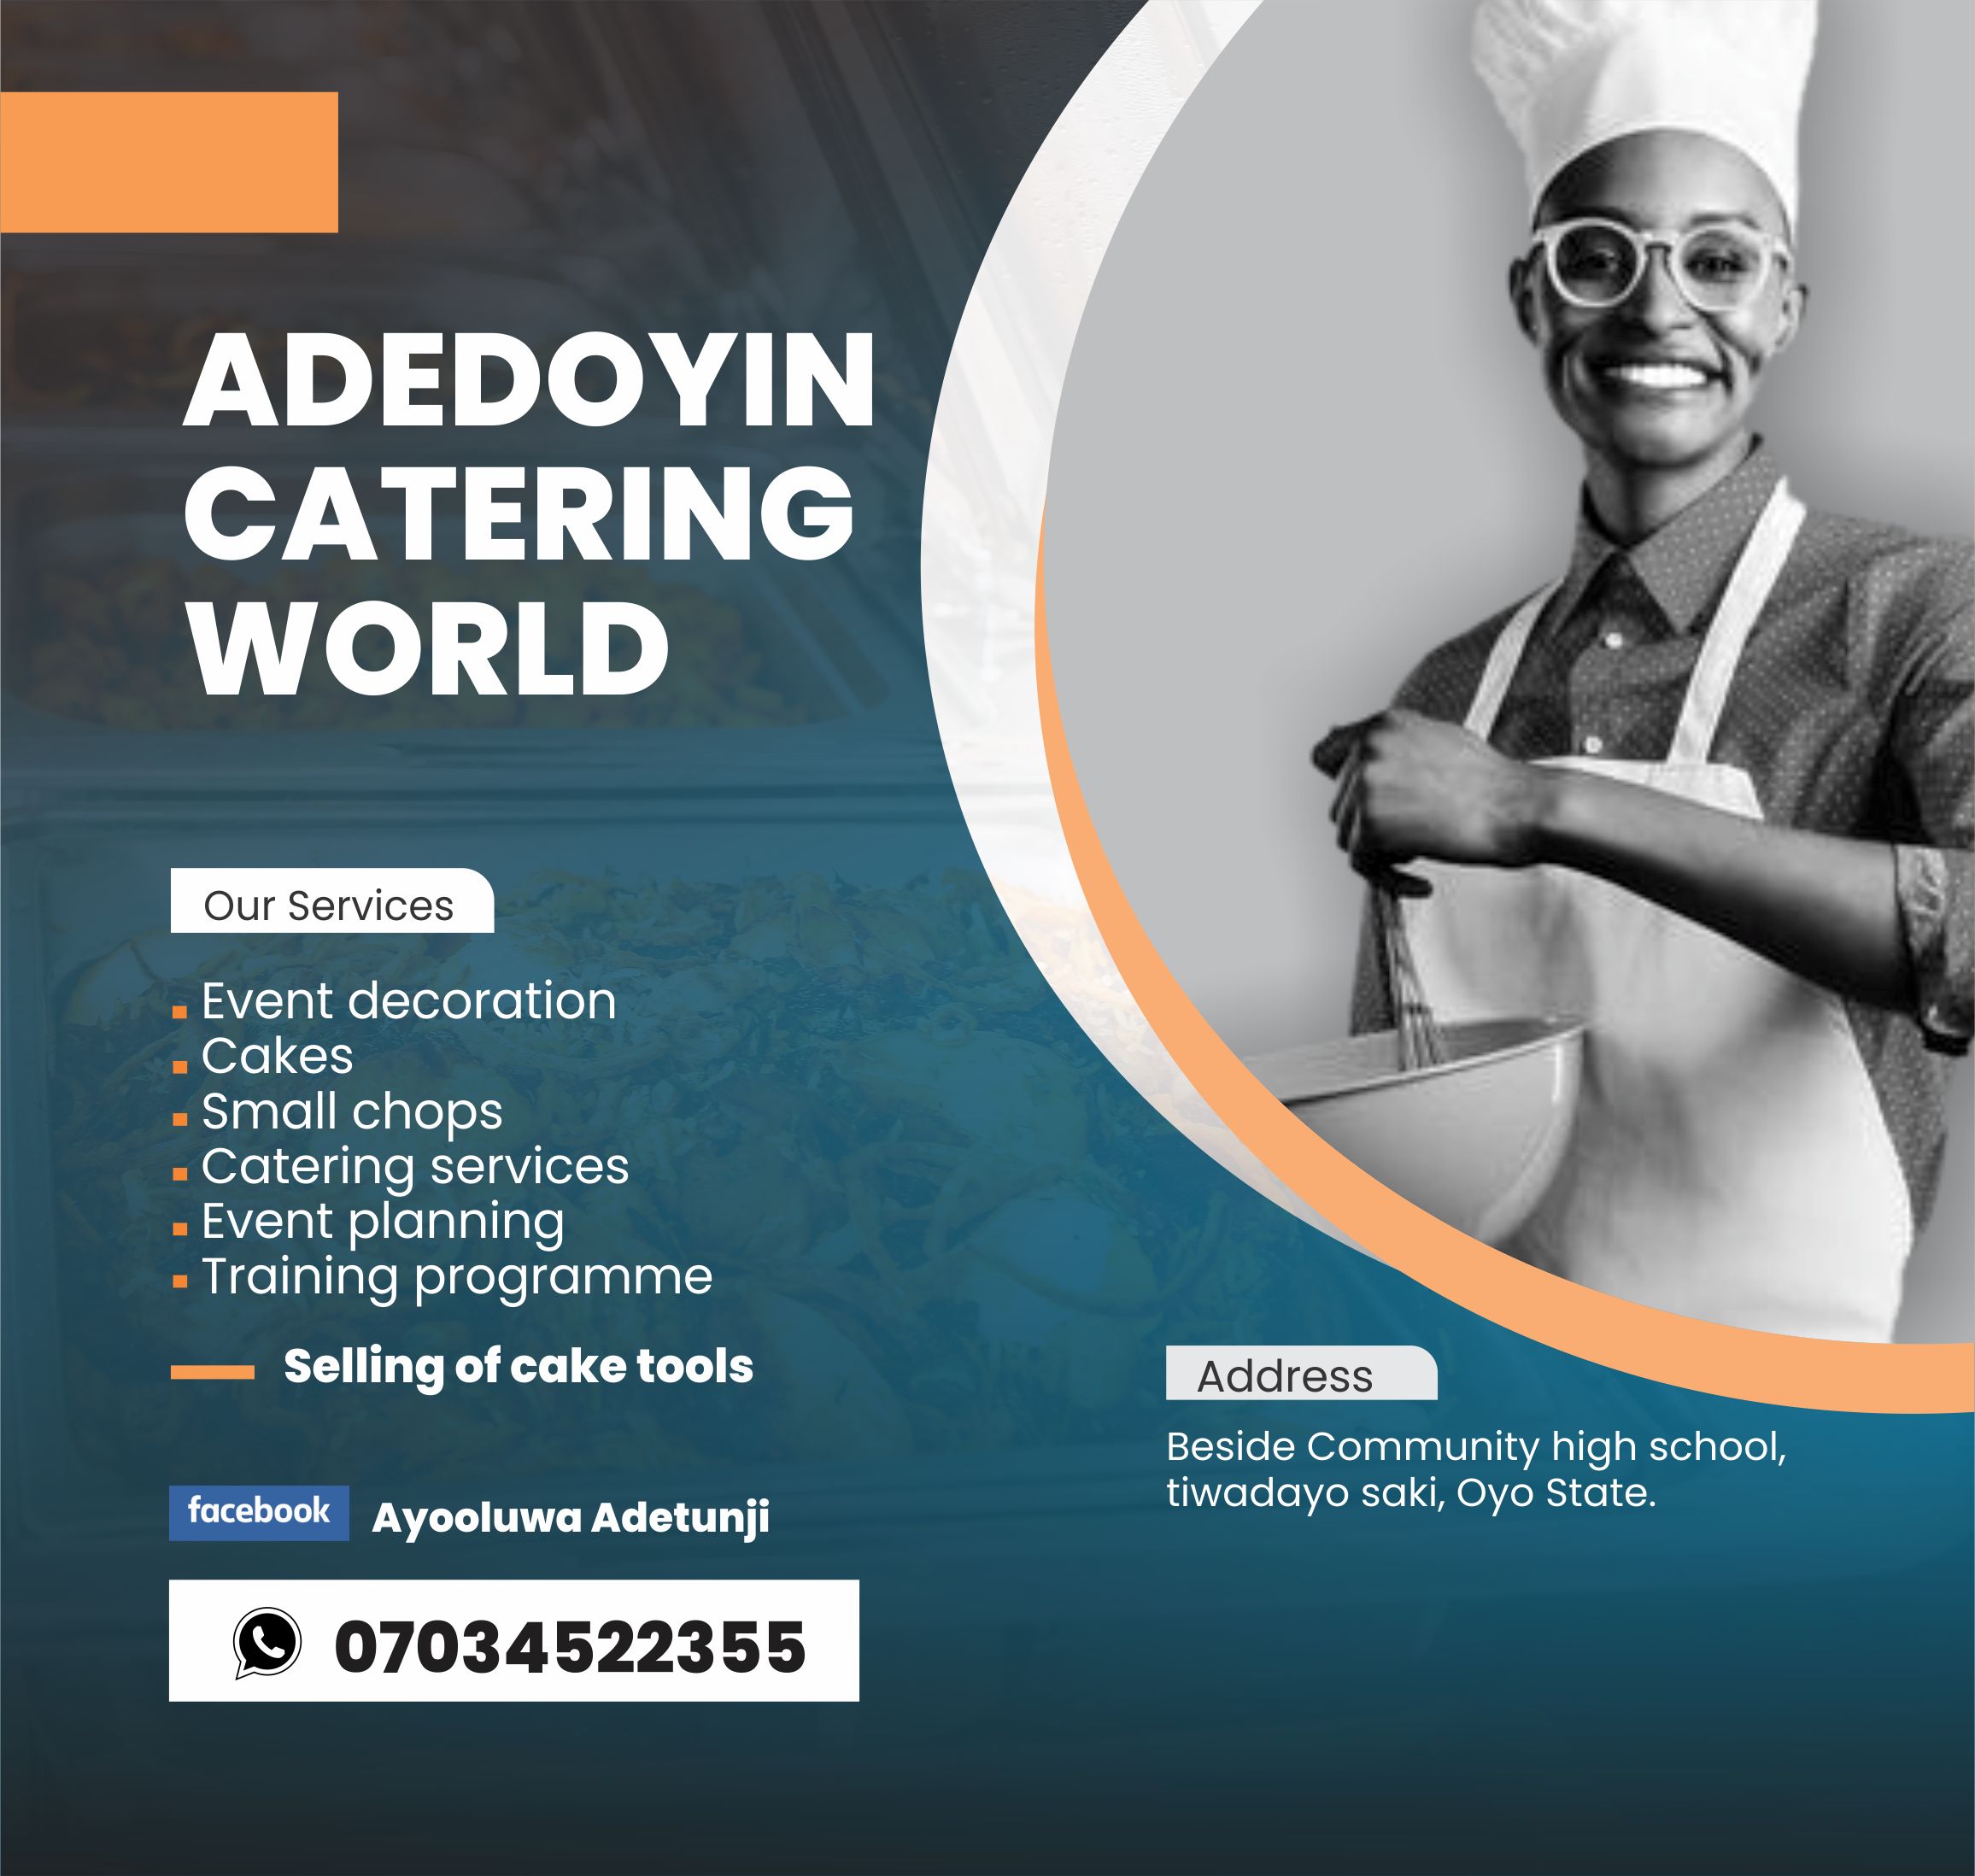 ADEDOYIN
CATERING
WORLD
Our Services
Event decoration
Cakes
Small chops
Catering services
Event planning
Training programme
Selling of cake tools
facebook Ayooluwa Adetunji
07034522355
Address
Beside Community high school,
tiwadayo saki, Oyo State.